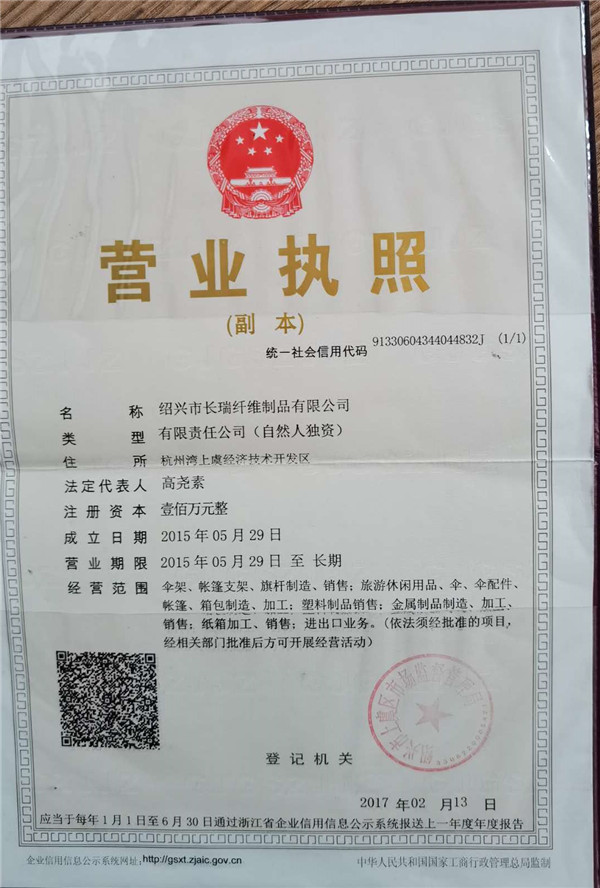 营业执照
(副 本)
统一社会信用代码 91330604344044832J (1/1)
名 称 绍兴市长瑞纤维制品有限公司
类 型 有限责任公司(自然人独资)
住 所 杭州湾上虞经济技术开发区
法定代表人 高尧素
注册资本 壹佰万元整
成立日期 2015年05月29日
营业期限 2015年05月29日 至 长期
经营范围 伞架、帐篷支架、旗杆制造、销售;旅游休闲用品、伞、伞配件、
帐篷、箱包制造、加工;塑料制品销售;金属制品制造、加工、
销售;纸箱加工、销售;进出口业务。(依法须经批准的项目,
经相关部门批准后方可开展经营活动)
绍兴市上虞区市场监督管理局
登记机关
2017 年02 月13 日
应当于每年1月1日至6月30日通过浙江省企业信用信息公示系统报送上一年度年度报告
企业信用信息公示系统网址:http://gsxt.zjaic.gov.cn 中华人民共和国国家工商行政管理总局监制